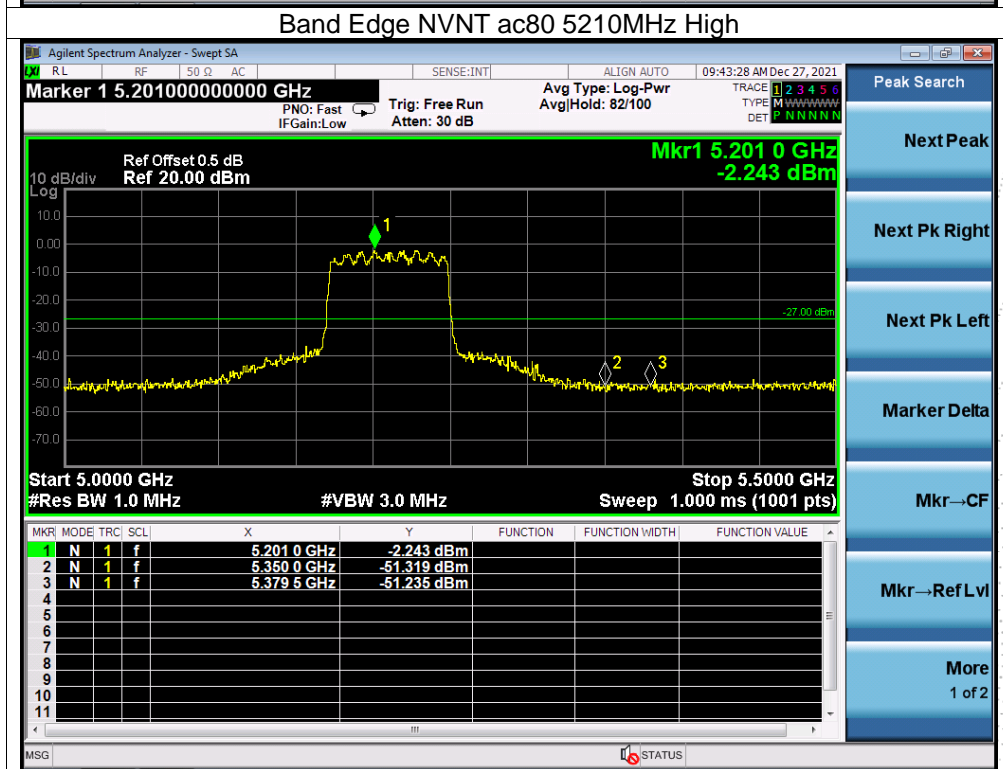 Band Edge NVNT ac80 5210MHz High
Agilent Spectrum Analyzer - Swept SA
LXI RL RF 50 Ω AC SENSE:INT ALIGN AUTO 09:43:28 AM Dec 27, 2021
Marker 1 5.201000000000 GHz
PNO: Fast
IFGain:Low
Trig: Free Run
Atten: 30 dB
Avg Type: Log-Pwr
Avg|Hold: 82/100
TRACE 1 2 3 4 5 6
TYPE M WWWWW
DET P N N N N N
Peak Search
Mkr1 5.201 0 GHz
-2.243 dBm
Ref Offset 0.5 dB
10 dB/div Ref 20.00 dBm
Log
10.0
0.00
-10.0
-20.0
-30.0
-40.0
-50.0
-60.0
-70.0
1
-27.00 dBm
2
3
Start 5.0000 GHz Stop 5.5000 GHz
#Res BW 1.0 MHz #VBW 3.0 MHz Sweep 1.000 ms (1001 pts)
MKR MODE TRC SCL X Y FUNCTION FUNCTION WIDTH FUNCTION VALUE
1 N 1 f 5.201 0 GHz -2.243 dBm
2 N 1 f 5.350 0 GHz -51.319 dBm
3 N 1 f 5.379 5 GHz -51.235 dBm
4
5
6
7
8
9
10
11
Next Peak
Next Pk Right
Next Pk Left
Marker Delta
Mkr→CF
Mkr→Ref Lvl
More
1 of 2
MSG STATUS